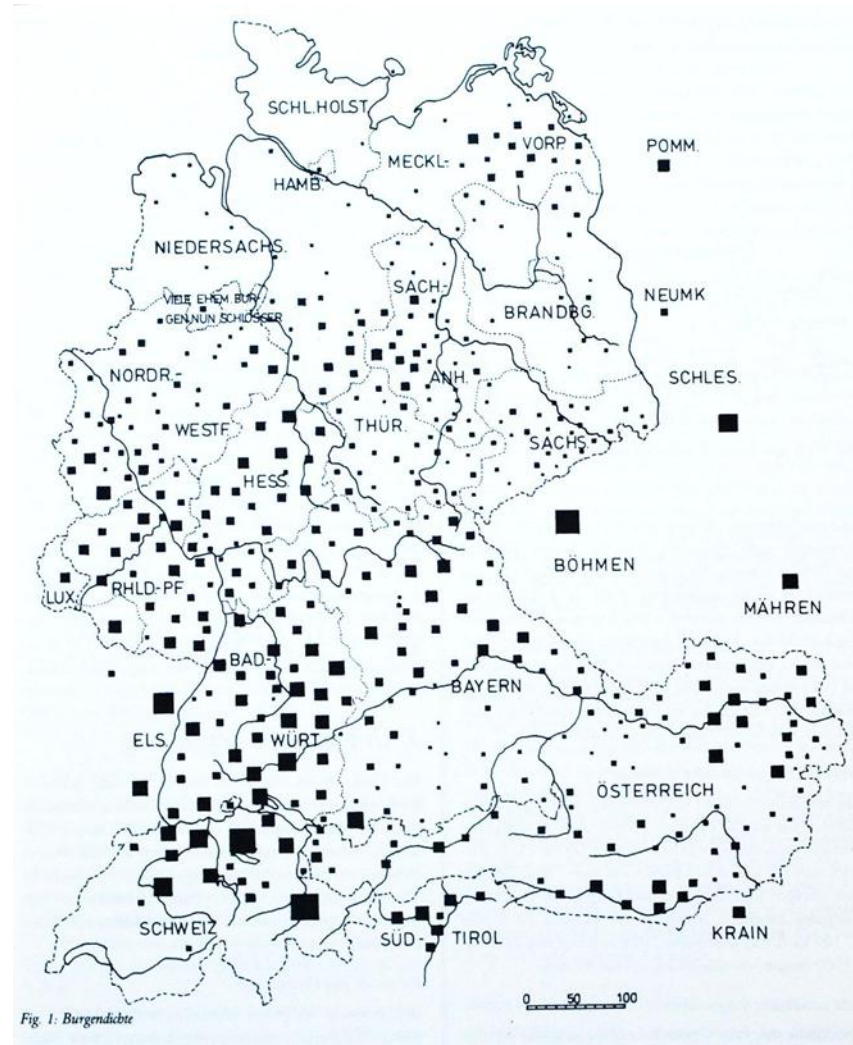 SCHL.HOLST.
MECKL.-
VORP.
POMM.
HAMB.
NIEDERSACHS.
SACH.-
VIELE EHEM. BUR-
GEN, NUN SCHLÖSSER
BRANDBG.
NEUMK
NORDR.-
ANH.
SCHLES.
WESTF.
THÜR.
SACHS.
HESS.
BÖHMEN
LUX.
RHLD-PF
MÄHREN
BAD.-
BAYERN
ELS.
WÜRT.
ÖSTERREICH
SCHWEIZ
SÜD-
TIROL
KRAIN
0 50 100
Fig. 1: Burgendichte